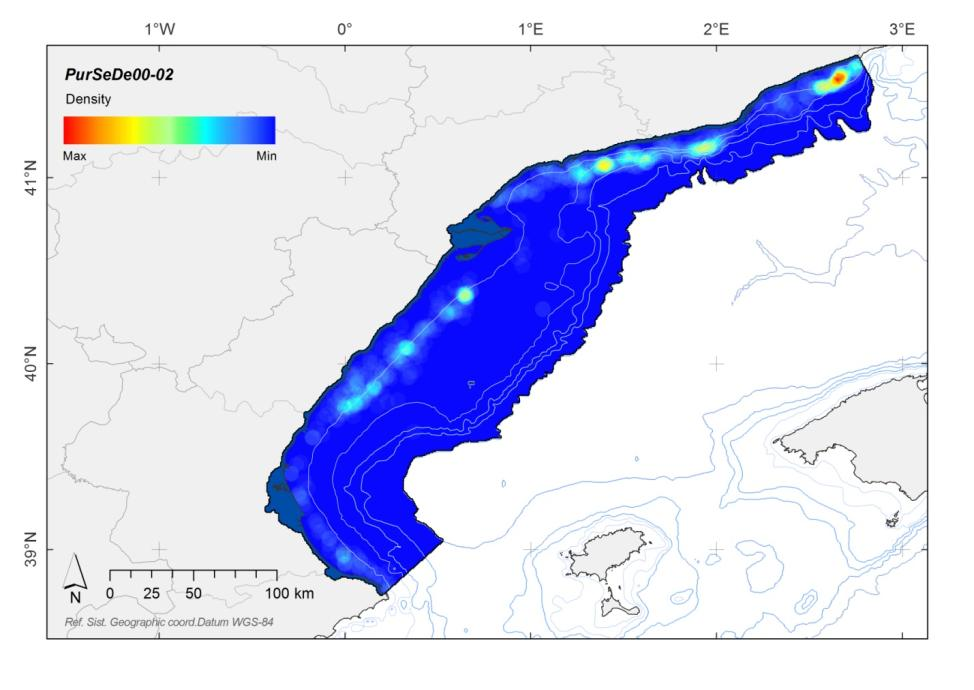 1°W 0° 1°E 2°E 3°E
PurSeDe00-02
Density
Max Min
41°N
40°N
39°N
N
0 25 50 100 km
Ref. Sist. Geographic coord.Datum WGS-84